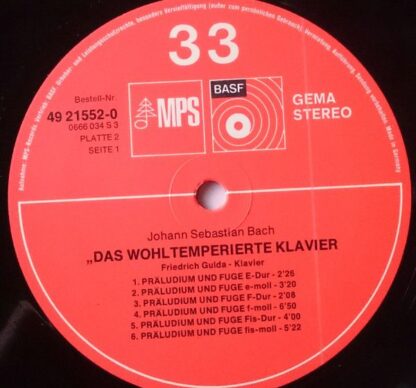 33
Bestell-Nr.
49 21552-0
0666 034 S 3
PLATTE 2
SEITE 1
MPS
BASF
GEMA
STEREO
Johann Sebastian Bach
„DAS WOHLTEMPERIERTE KLAVIER
Friedrich Gulda - Klavier
1. PRÄLUDIUM UND FUGE E-Dur - 2'26
2. PRÄLUDIUM UND FUGE e-moll - 3'20
3. PRÄLUDIUM UND FUGE F-Dur - 2'08
4. PRÄLUDIUM UND FUGE f-moll - 6'50
5. PRÄLUDIUM UND FUGE Fis-Dur - 4'00
6. PRÄLUDIUM UND FUGE fis-moll - 5'22